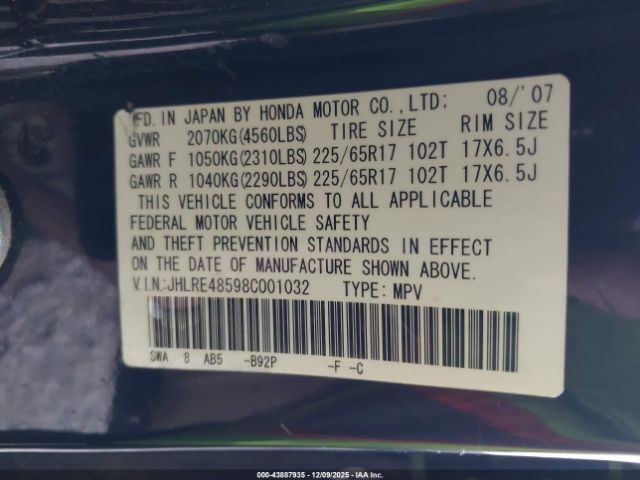 MFD. IN JAPAN BY HONDA MOTOR CO.,LTD; 08/'07
GVWR 2070KG(4560LBS) TIRE SIZE RIM SIZE
GAWR F 1050KG(2310LBS) 225/65R17 102T 17X6.5J
GAWR R 1040KG(2290LBS) 225/65R17 102T 17X6.5J
THIS VEHICLE CONFORMS TO ALL APPLICABLE
FEDERAL MOTOR VEHICLE SAFETY
AND THEFT PREVENTION STANDARDS IN EFFECT
ON THE DATE OF MANUFACTURE SHOWN ABOVE.
V.I.N:JHLRE48598C001032 TYPE: MPV
SWA 8 AB5 -B92P -F -C
000-43887935 - 12/09/2025 - IAA Inc.